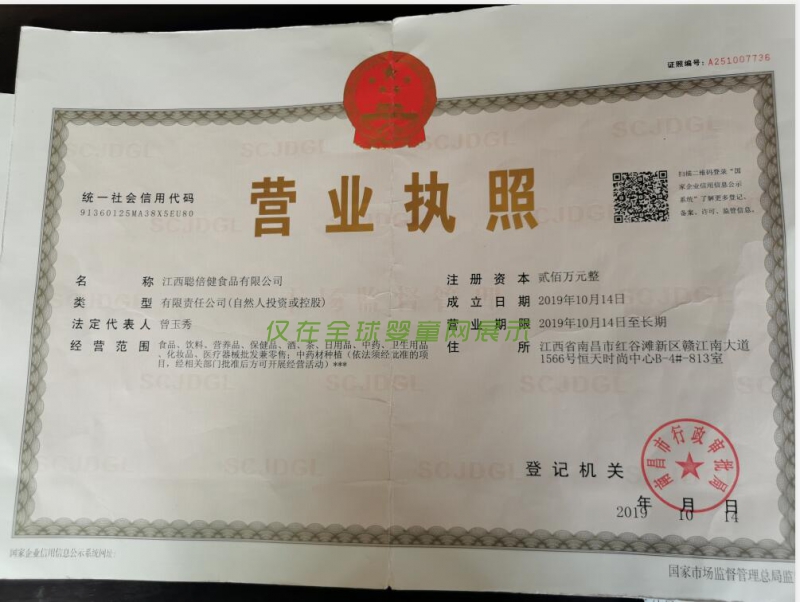 证照编号：A251007736
统一社会信用代码
91360125MA38X5EU80
营业执照
扫描二维码登录“国
家企业信用信息公示
系统”了解更多登记、
备案、许可、监管信息。
名 称 江西聪倍健食品有限公司
类 型 有限责任公司(自然人投资或控股)
法定代表人 曾玉秀
经营范围 食品、饮料、营养品、保健品、酒、茶、日用品、中药、卫生用品
、化妆品、医疗器械批发兼零售；中药材种植（依法须经批准的项
目，经相关部门批准后方可开展经营活动）***
注册资本 贰佰万元整
成立日期 2019年10月14日
营业期限 2019年10月14日至长期
住 所 江西省南昌市红谷滩新区赣江南大道
1566号恒天时尚中心B-4#-813室
仅在全球婴童网展示
登记机关
南昌市行政审批局
年 月 日
2019 10 14
国家企业信用信息公示系统网址：
国家市场监督管理总局监
SCJDGL
SCJDGL
SCJDGL
SCJDGL
SCJDGL
SCJDGL